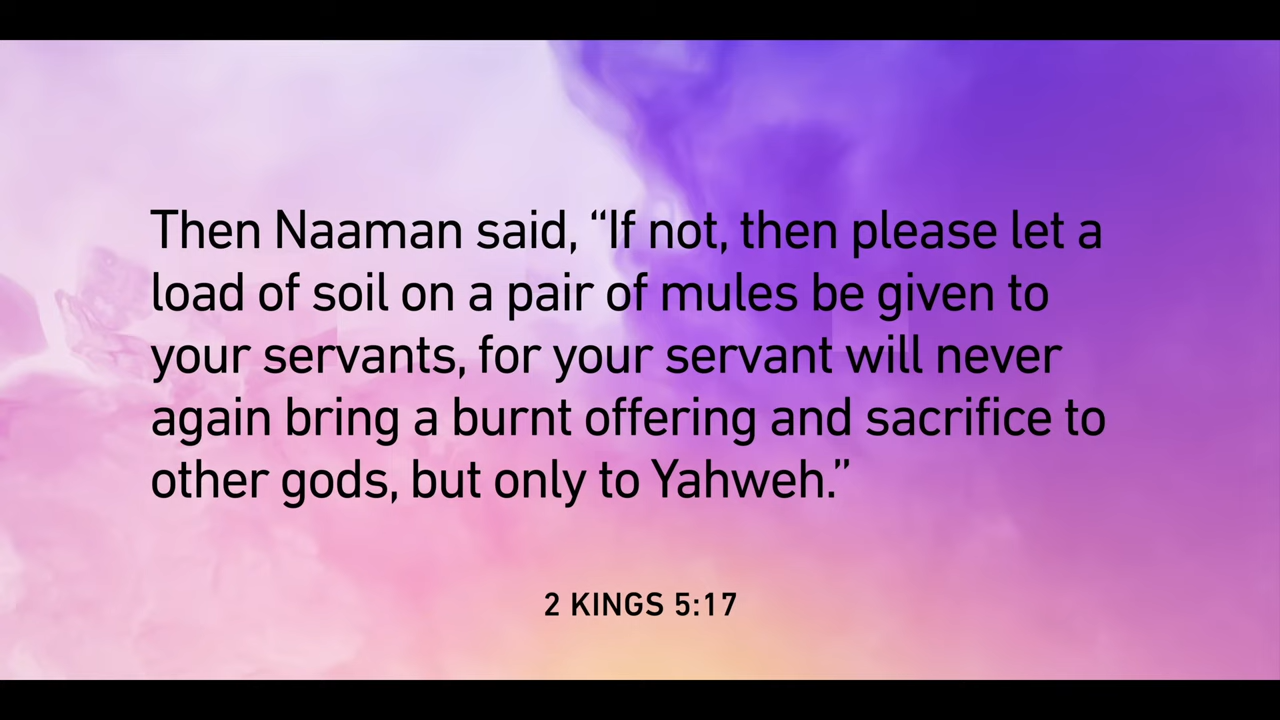 Then Naaman said, “If not, then please let a
load of soil on a pair of mules be given to
your servants, for your servant will never
again bring a burnt offering and sacrifice to
other gods, but only to Yahweh.”
2 KINGS 5:17